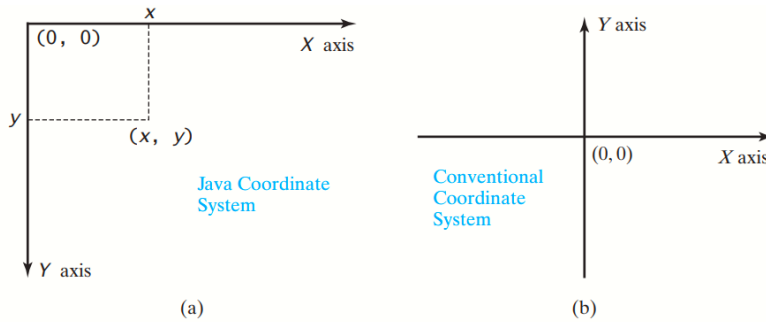 x
(0, 0)
X axis
y
(x, y)
Java Coordinate
System
Y axis
(a)
Y axis
(0, 0)
X axis
Conventional
Coordinate
System
(b)